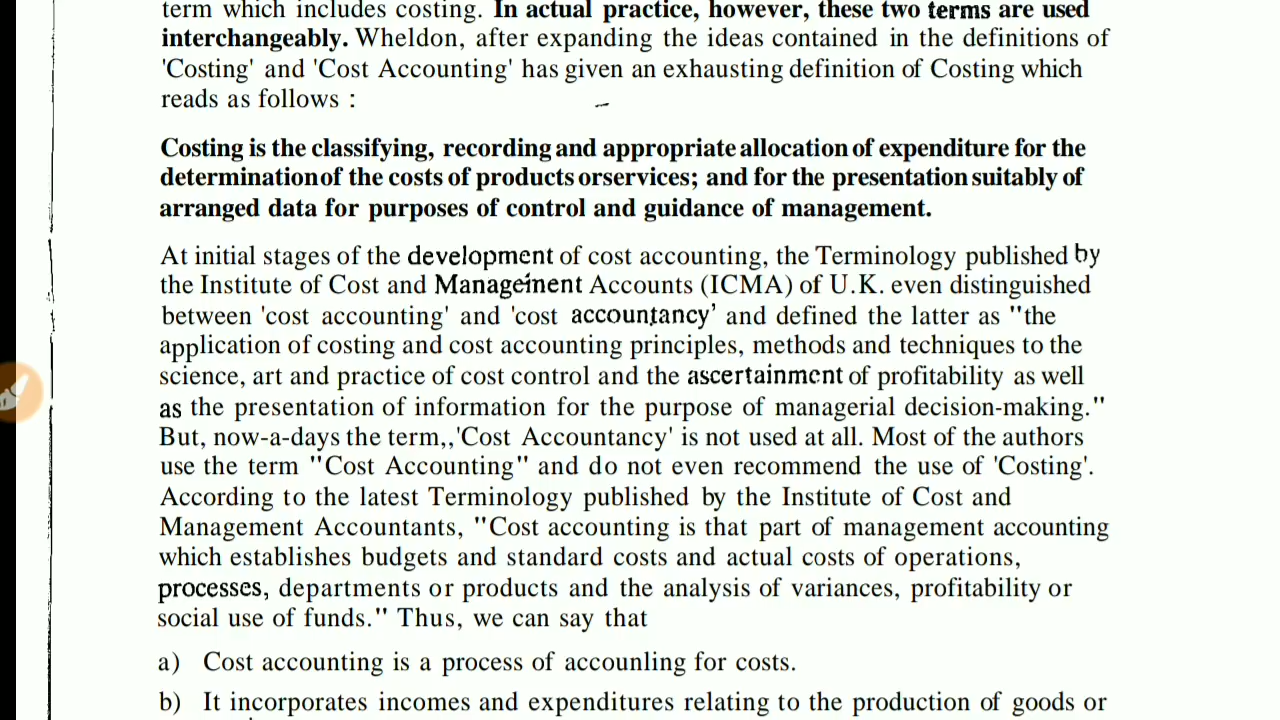 term which includes costing. In actual practice, however, these two terms are used
interchangeably. Wheldon, after expanding the ideas contained in the definitions of
'Costing' and 'Cost Accounting' has given an exhausting definition of Costing which
reads as follows :
Costing is the classifying, recording and appropriate allocation of expenditure for the
determination of the costs of products orservices; and for the presentation suitably of
arranged data for purposes of control and guidance of management.
At initial stages of the development of cost accounting, the Terminology published by
the Institute of Cost and Management Accounts (ICMA) of U.K. even distinguished
between 'cost accounting' and 'cost accountancy' and defined the latter as "the
application of costing and cost accounting principles, methods and techniques to the
science, art and practice of cost control and the ascertainment of profitability as well
as the presentation of information for the purpose of managerial decision-making."
But, now-a-days the term,,'Cost Accountancy' is not used at all. Most of the authors
use the term "Cost Accounting" and do not even recommend the use of 'Costing'.
According to the latest Terminology published by the Institute of Cost and
Management Accountants, "Cost accounting is that part of management accounting
which establishes budgets and standard costs and actual costs of operations,
processes, departments or products and the analysis of variances, profitability or
social use of funds." Thus, we can say that
a) Cost accounting is a process of accounling for costs.
b) It incorporates incomes and expenditures relating to the production of goods or